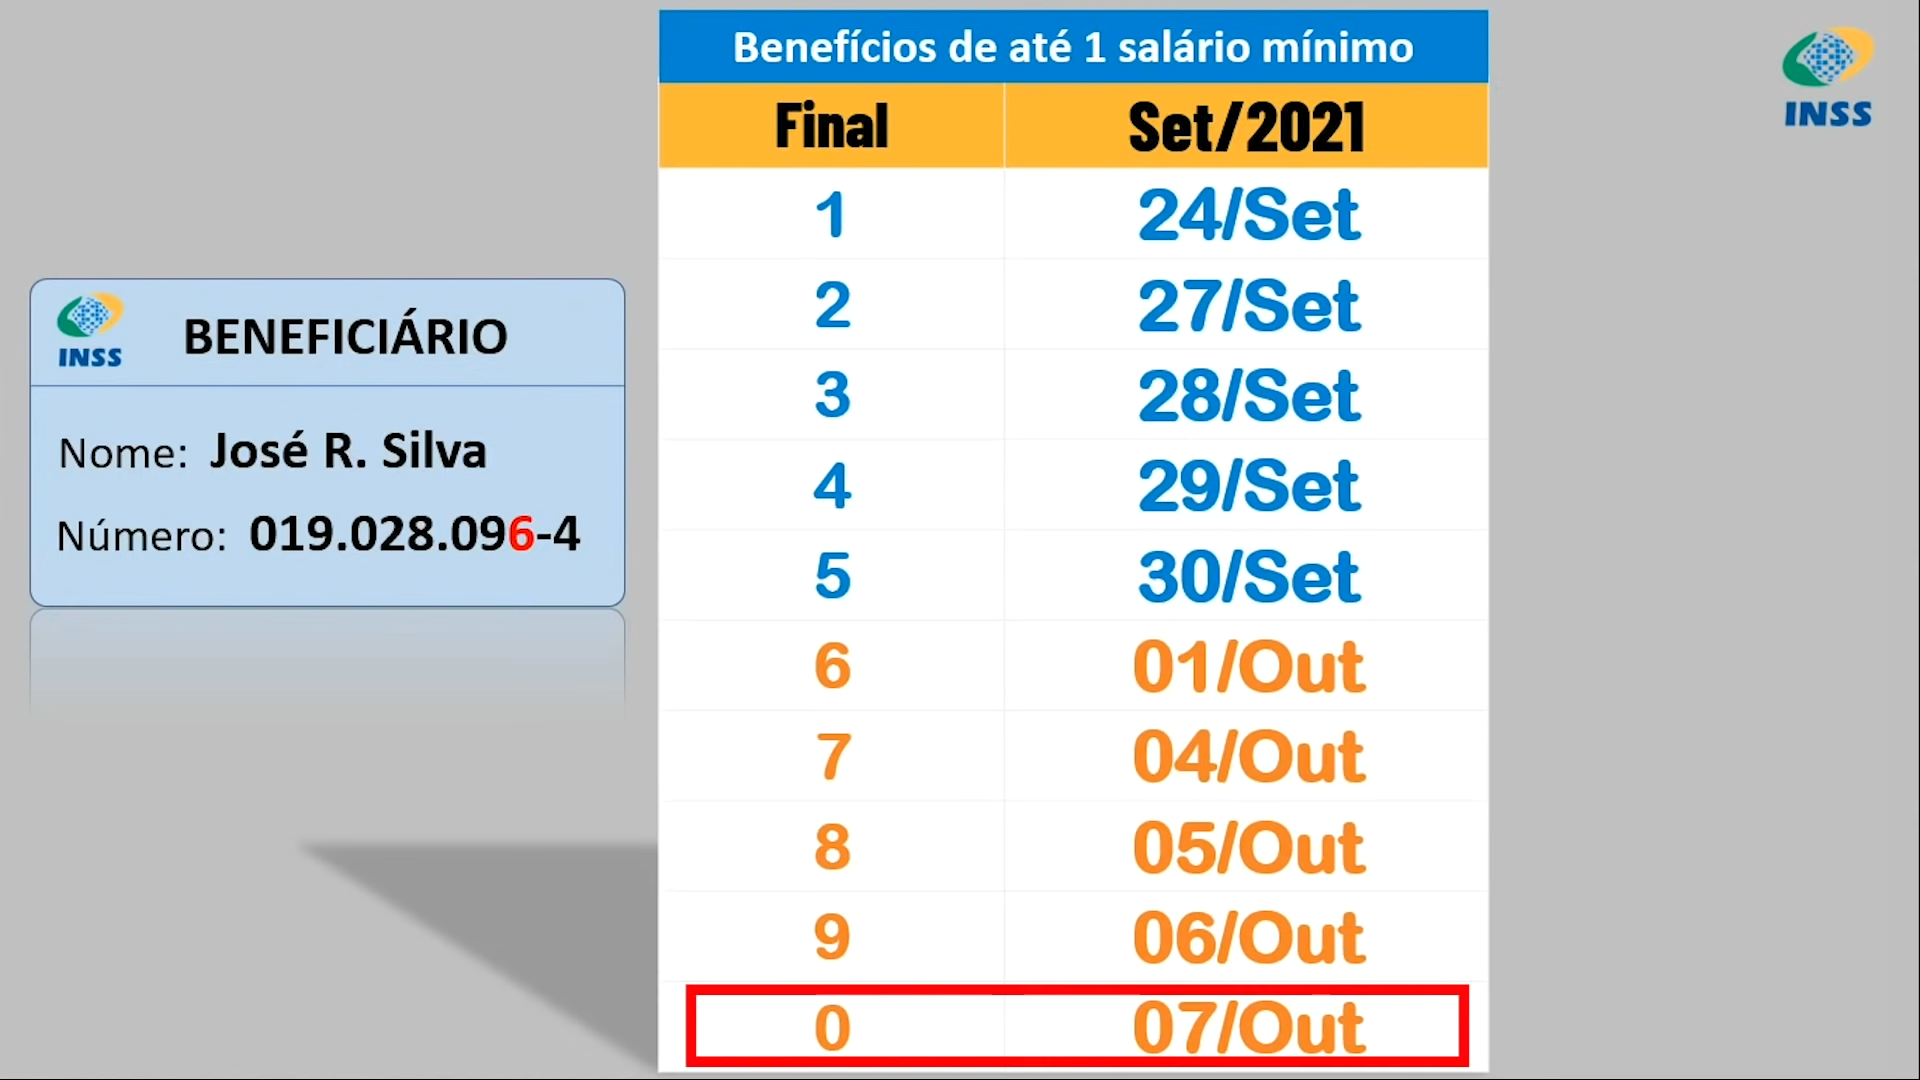 INSS
BENEFICIÁRIO
Nome: José R. Silva
Número: 019.028.096-4
Benefícios de até 1 salário mínimo
Final Set/2021
1 24/Set
2 27/Set
3 28/Set
4 29/Set
5 30/Set
6 01/Out
7 04/Out
8 05/Out
9 06/Out
0 07/Out
INSS